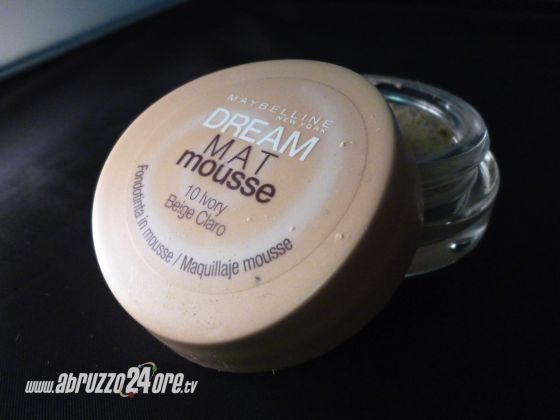 MAYBELLINE
NEW YORK
DREAM
MAT
mousse
10 Ivory
Beige Claro
Fondotinta in mousse / Maquillaje mousse
www.abruzzo24ore.tv